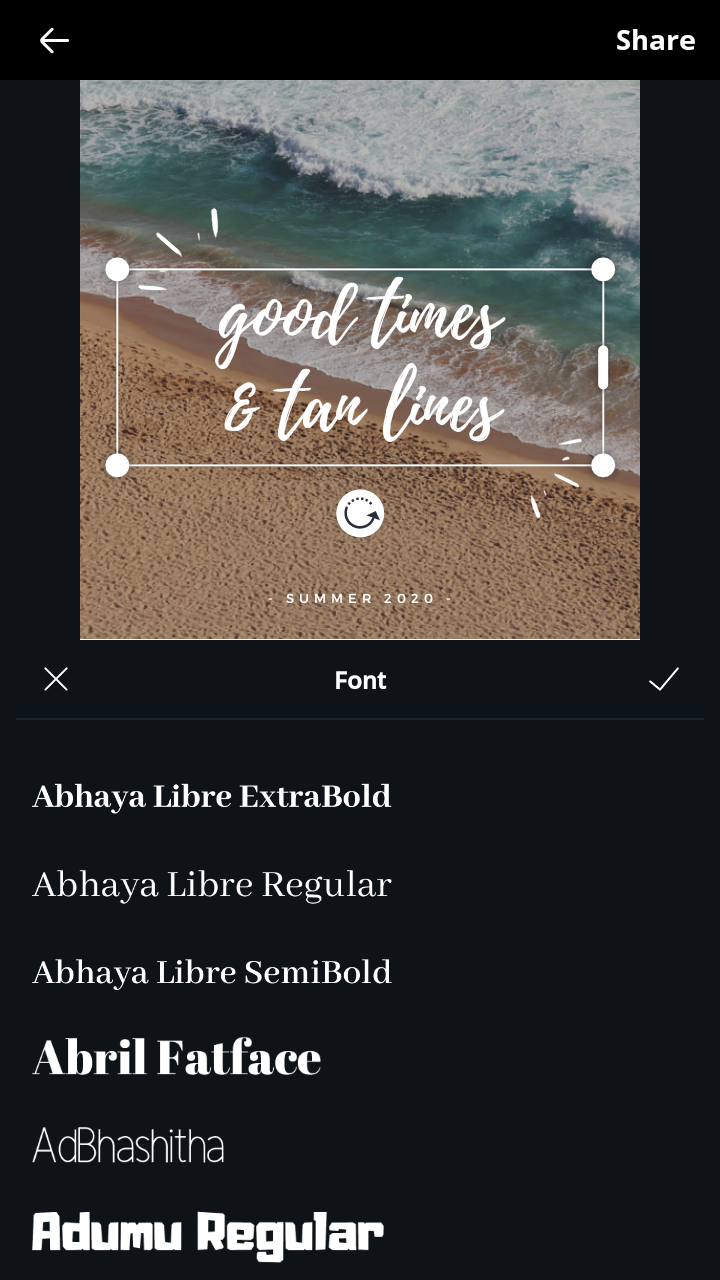 Share
good times
& tan lines
- SUMMER 2020 -
Font
Abhaya Libre ExtraBold
Abhaya Libre Regular
Abhaya Libre SemiBold
Abril Fatface
AdBhashitha
Adumu Regular